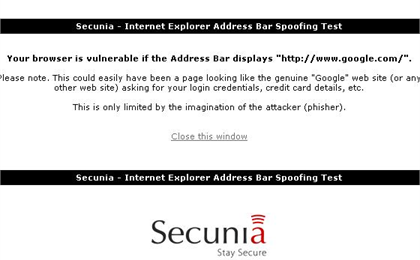 Secunia - Internet Explorer Address Bar Spoofing Test
Your browser is vulnerable if the Address Bar displays "http://www.google.com/".
Please note. This could easily have been a page looking like the genuine "Google" web site (or any
other web site) asking for your login credentials, credit card details, etc.
This is only limited by the imagination of the attacker (phisher).
Close this window
Secunia - Internet Explorer Address Bar Spoofing Test
Secunia
Stay Secure